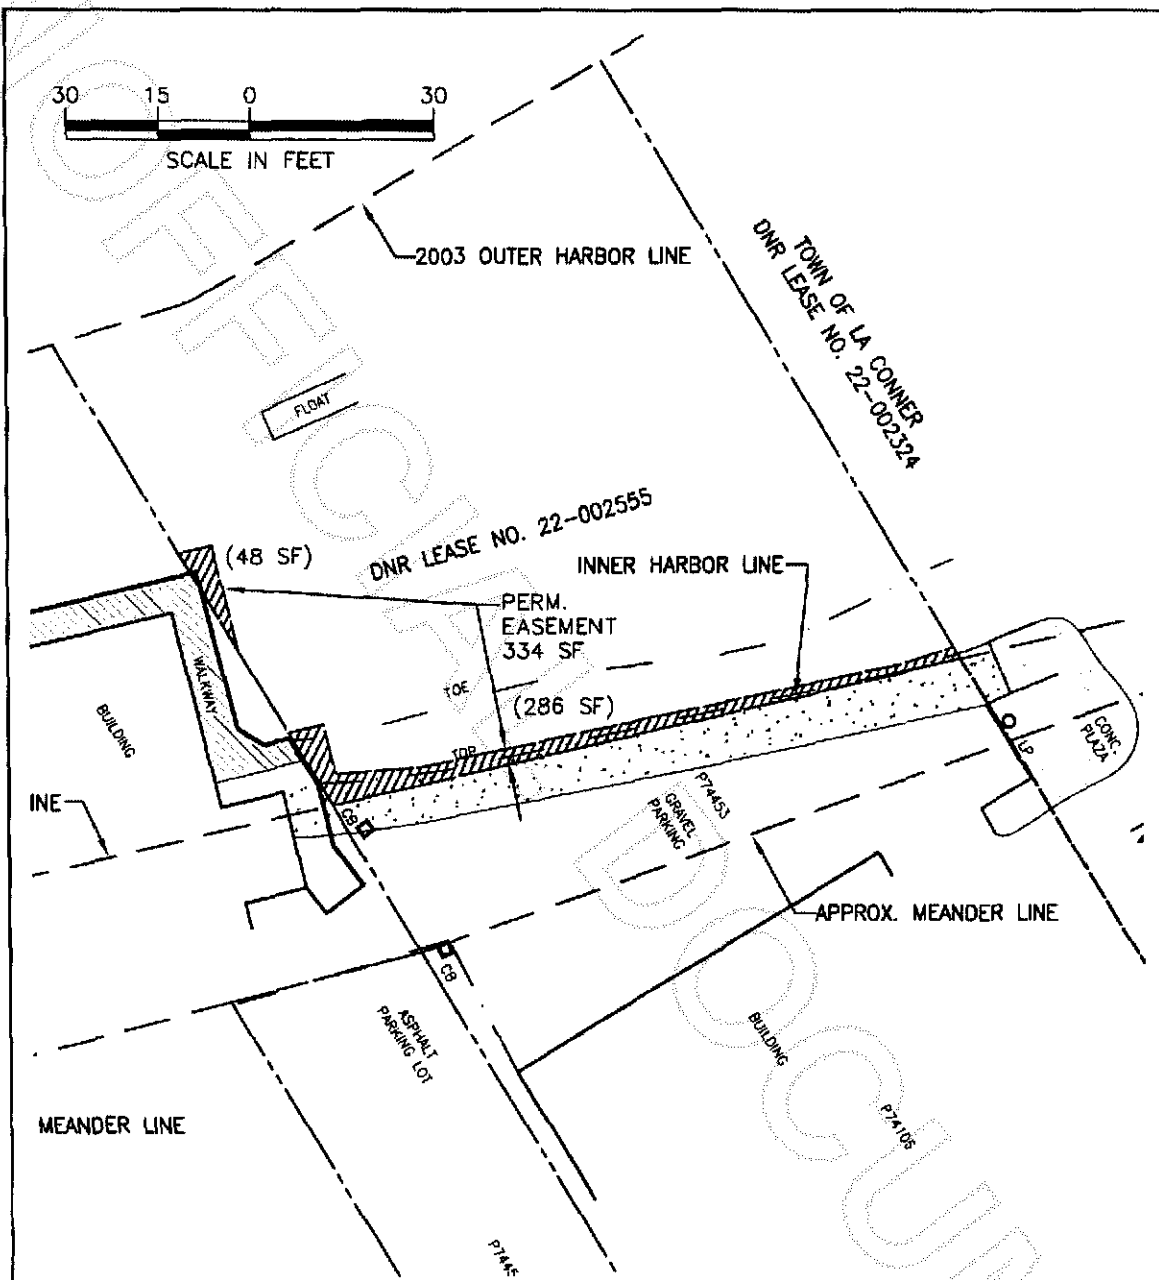 30 15 0 30
SCALE IN FEET
2003 OUTER HARBOR LINE
TOWN OF LA CONNER
DNR LEASE NO. 22-002324
FLOAT
DNR LEASE NO. 22-002555
(48 SF)
INNER HARBOR LINE
PERM.
EASEMENT
334 SF
WALKWAY
TOE
(286 SF)
BUILDING
TOP
CONC.
PLAZA
LP
P74453
GRAVEL
PARKING
INE
CB
APPROX. MEANDER LINE
CB
ASPHALT
PARKING LOT
BUILDING
MEANDER LINE
P74105
P7445
UNOFFICIAL
DOCUM